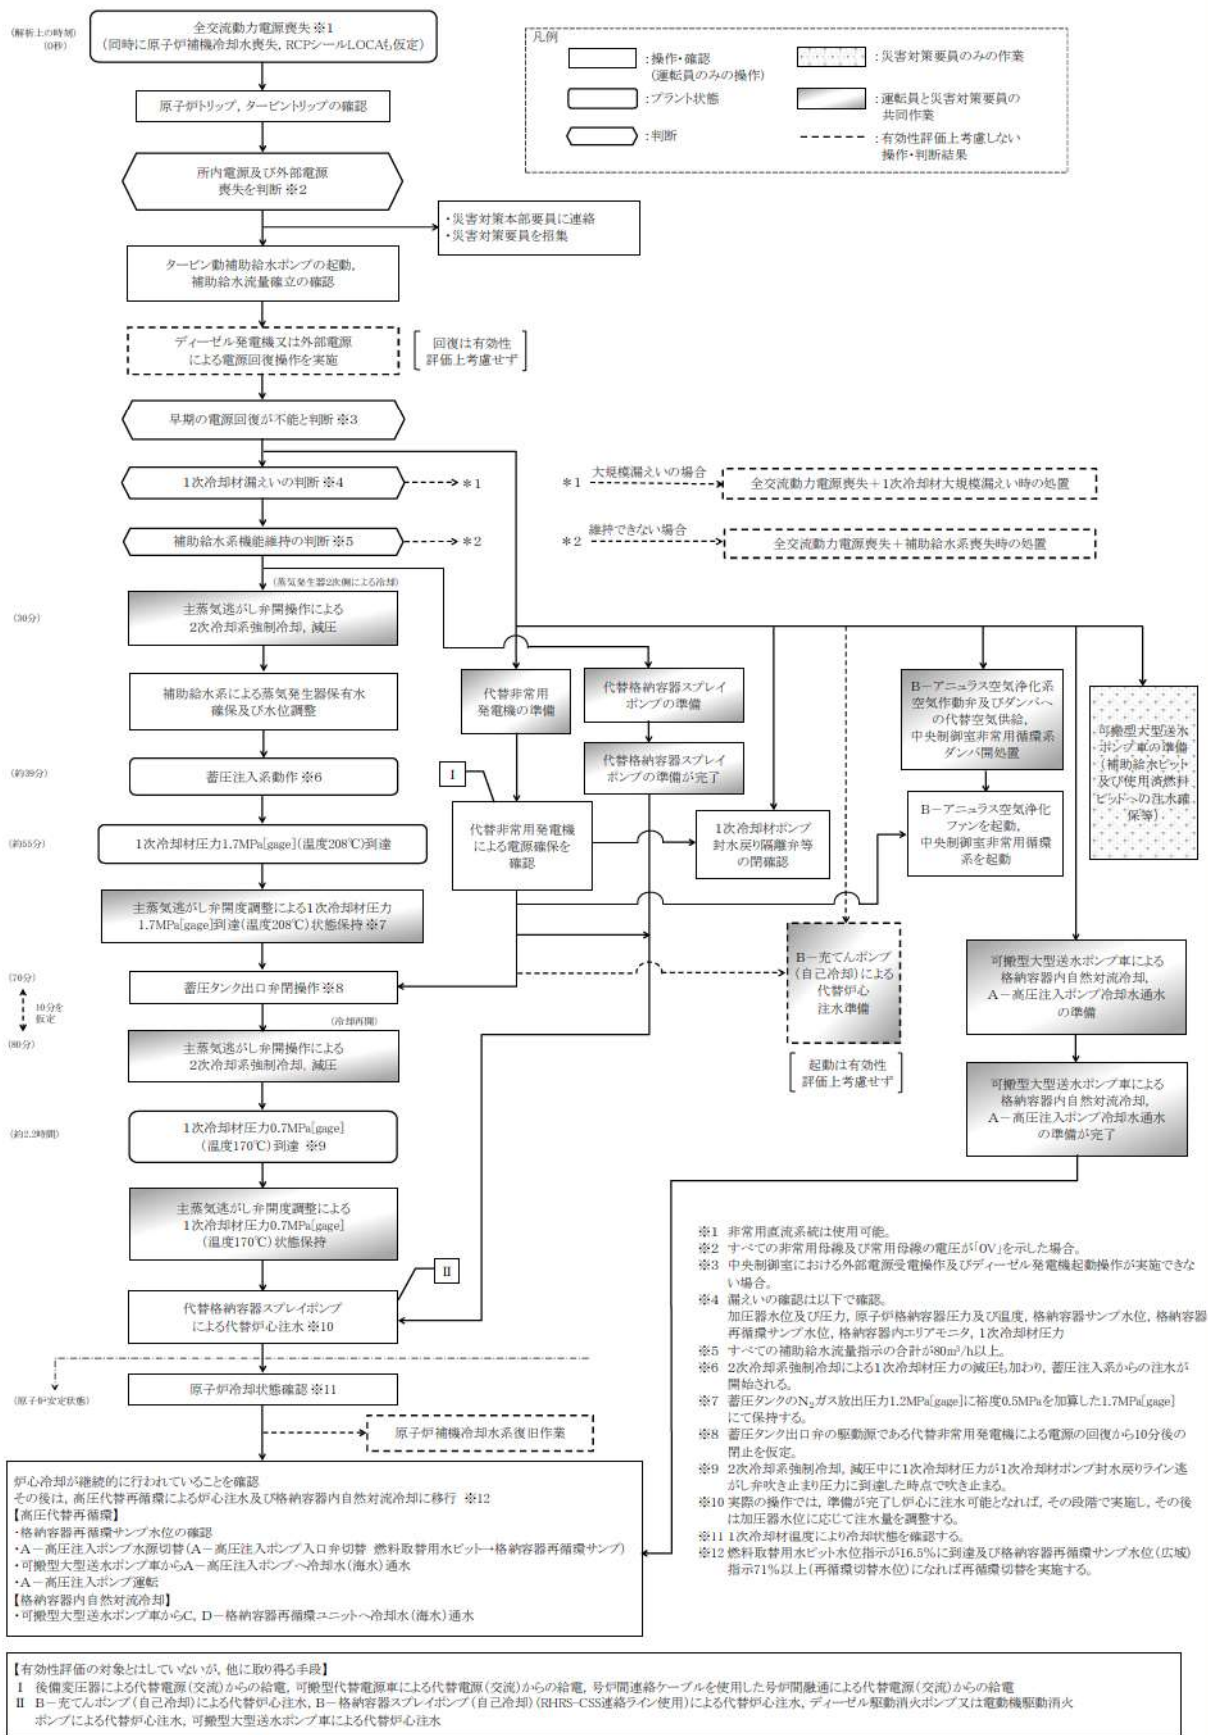 (解析上の時刻)
(0秒)
全交流動力電源喪失 ※1
(同時に原子炉補機冷却水喪失, RCPシールLOCAも仮定)
凡例
:操作・確認
(運転員のみの操作)
:災害対策要員のみの作業
:プラント状態
:運転員と災害対策要員の
共同作業
:判断
:有効性評価上考慮しない
操作・判断結果
原子炉トリップ, タービントリップの確認
所内電源及び外部電源
喪失を判断 ※2
・災害対策本部要員に連絡
・災害対策要員を招集
タービン動補助給水ポンプの起動,
補助給水流量確立の確認
ディーゼル発電機又は外部電源
による電源回復操作を実施
回復は有効性
評価上考慮せず
早期の電源回復が不能と判断 ※3
1次冷却材漏えいの判断 ※4
*1
*1
大規模漏えいの場合
全交流動力電源喪失+1次冷却材大規模漏えい時の処置
補助給水系機能維持の判断 ※5
*2
*2
維持できない場合
全交流動力電源喪失+補助給水系喪失時の処置
(蒸気発生器2次側による冷却)
(30分)
主蒸気逃がし弁開操作による
2次冷却系強制冷却, 減圧
補助給水系による蒸気発生器保有水
確保及び水位調整
代替非常用
発電機の準備
代替格納容器スプレイ
ポンプの準備
B-アニュラス空気浄化系
空気作動弁及びダンパへ
の代替空気供給,
中央制御室非常用循環系
ダンパ開処置
可搬型大型送水
ポンプ車の準備
(補助給水ピット
及び使用済燃料
ピットへの注水確
保等)
代替格納容器スプレイ
ポンプの準備が完了
(約39分)
蓄圧注入系動作 ※6
I
代替非常用発電機
による電源確保を
確認
1次冷却材ポンプ
封水戻り隔離弁等
の閉確認
B-アニュラス空気浄化
ファンを起動,
中央制御室非常用循環
系を起動
(約55分)
1次冷却材圧力1.7MPa[gage](温度208℃)到達
主蒸気逃がし弁開度調整による1次冷却材圧力
1.7MPa[gage]到達(温度208℃)状態保持 ※7
B-充てんポンプ
(自己冷却)による
代替炉心
注水準備
起動は有効性
評価上考慮せず
可搬型大型送水ポンプ車による
格納容器内自然対流冷却,
A-高圧注入ポンプ冷却水通水
の準備
(70分)
10分を
仮定
(80分)
蓄圧タンク出口弁閉操作 ※8
(冷却再開)
主蒸気逃がし弁開操作による
2次冷却系強制冷却, 減圧
可搬型大型送水ポンプ車による
格納容器内自然対流冷却,
A-高圧注入ポンプ冷却水通水
の準備が完了
(約2.2時間)
1次冷却材圧力0.7MPa[gage]
(温度170℃)到達 ※9
主蒸気逃がし弁開度調整による
1次冷却材圧力0.7MPa[gage]
(温度170℃)状態保持
II
代替格納容器スプレイポンプ
による代替炉心注水 ※10
(原子炉安定状態)
原子炉冷却状態確認 ※11
原子炉補機冷却水系復旧作業
※1 非常用直流系統は使用可能。
※2 すべての非常用母線及び常用母線の電圧が「0V」を示した場合。
※3 中央制御室における外部電源受電操作及びディーゼル発電機起動操作が実施できな
い場合。
※4 漏えいの確認は以下で確認。
加圧器水位及び圧力, 原子炉格納容器圧力及び温度, 格納容器サンプ水位, 格納容器
再循環サンプ水位, 格納容器内エリアモニタ, 1次冷却材圧力
※5 すべての補助給水流量指示の合計が80m³/h以上。
※6 2次冷却系強制冷却による1次冷却材圧力の減圧も加わり, 蓄圧注入系からの注水が
開始される。
※7 蓄圧タンクのN₂ガス放出圧力1.2MPa[gage]に裕度0.5MPaを加算した1.7MPa[gage]
にて保持する。
※8 蓄圧タンク出口弁の駆動源である代替非常用発電機による電源の回復から10分後の
閉止を仮定。
※9 2次冷却系強制冷却, 減圧中に1次冷却材圧力が1次冷却材ポンプ封水戻りライン逃
がし弁吹き止まり圧力に到達した時点で吹き止まる。
※10 実際の操作では, 準備が完了し炉心に注水可能となれば, その段階で実施し, その後
は加圧器水位に応じて注水量を調整する。
※11 1次冷却材温度により冷却状態を確認する。
※12 燃料取替用水ピット水位指示が16.5%に到達及び格納容器再循環サンプ水位(広域)
指示71%以上(再循環切替水位)になれば再循環切替を実施する。
炉心冷却が継続的に行われていることを確認
その後は, 高圧代替再循環による炉心注水及び格納容器内自然対流冷却に移行 ※12
【高圧代替再循環】
・格納容器再循環サンプ水位の確認
・A-高圧注入ポンプ水源切替(A-高圧注入ポンプ入口弁切替 燃料取替用水ピット→格納容器再循環サンプ)
・可搬型大型送水ポンプ車からA-高圧注入ポンプへ冷却水(海水)通水
・A-高圧注入ポンプ運転
【格納容器内自然対流冷却】
・可搬型大型送水ポンプ車からC, D-格納容器再循環ユニットへ冷却水(海水)通水
【有効性評価の対象とはしていないが, 他に取り得る手段】
I 後備変圧器による代替電源(交流)からの給電, 可搬型代替電源車による代替電源(交流)からの給電, 号炉間連絡ケーブルを使用した号炉間融通による代替電源(交流)からの給電
II B-充てんポンプ(自己冷却)による代替炉心注水, B-格納容器スプレイポンプ(自己冷却)(RHRS-CSS連絡ライン使用)による代替炉心注水, ディーゼル駆動消火ポンプ又は電動機駆動消火
ポンプによる代替炉心注水, 可搬型大型送水ポンプ車による代替炉心注水